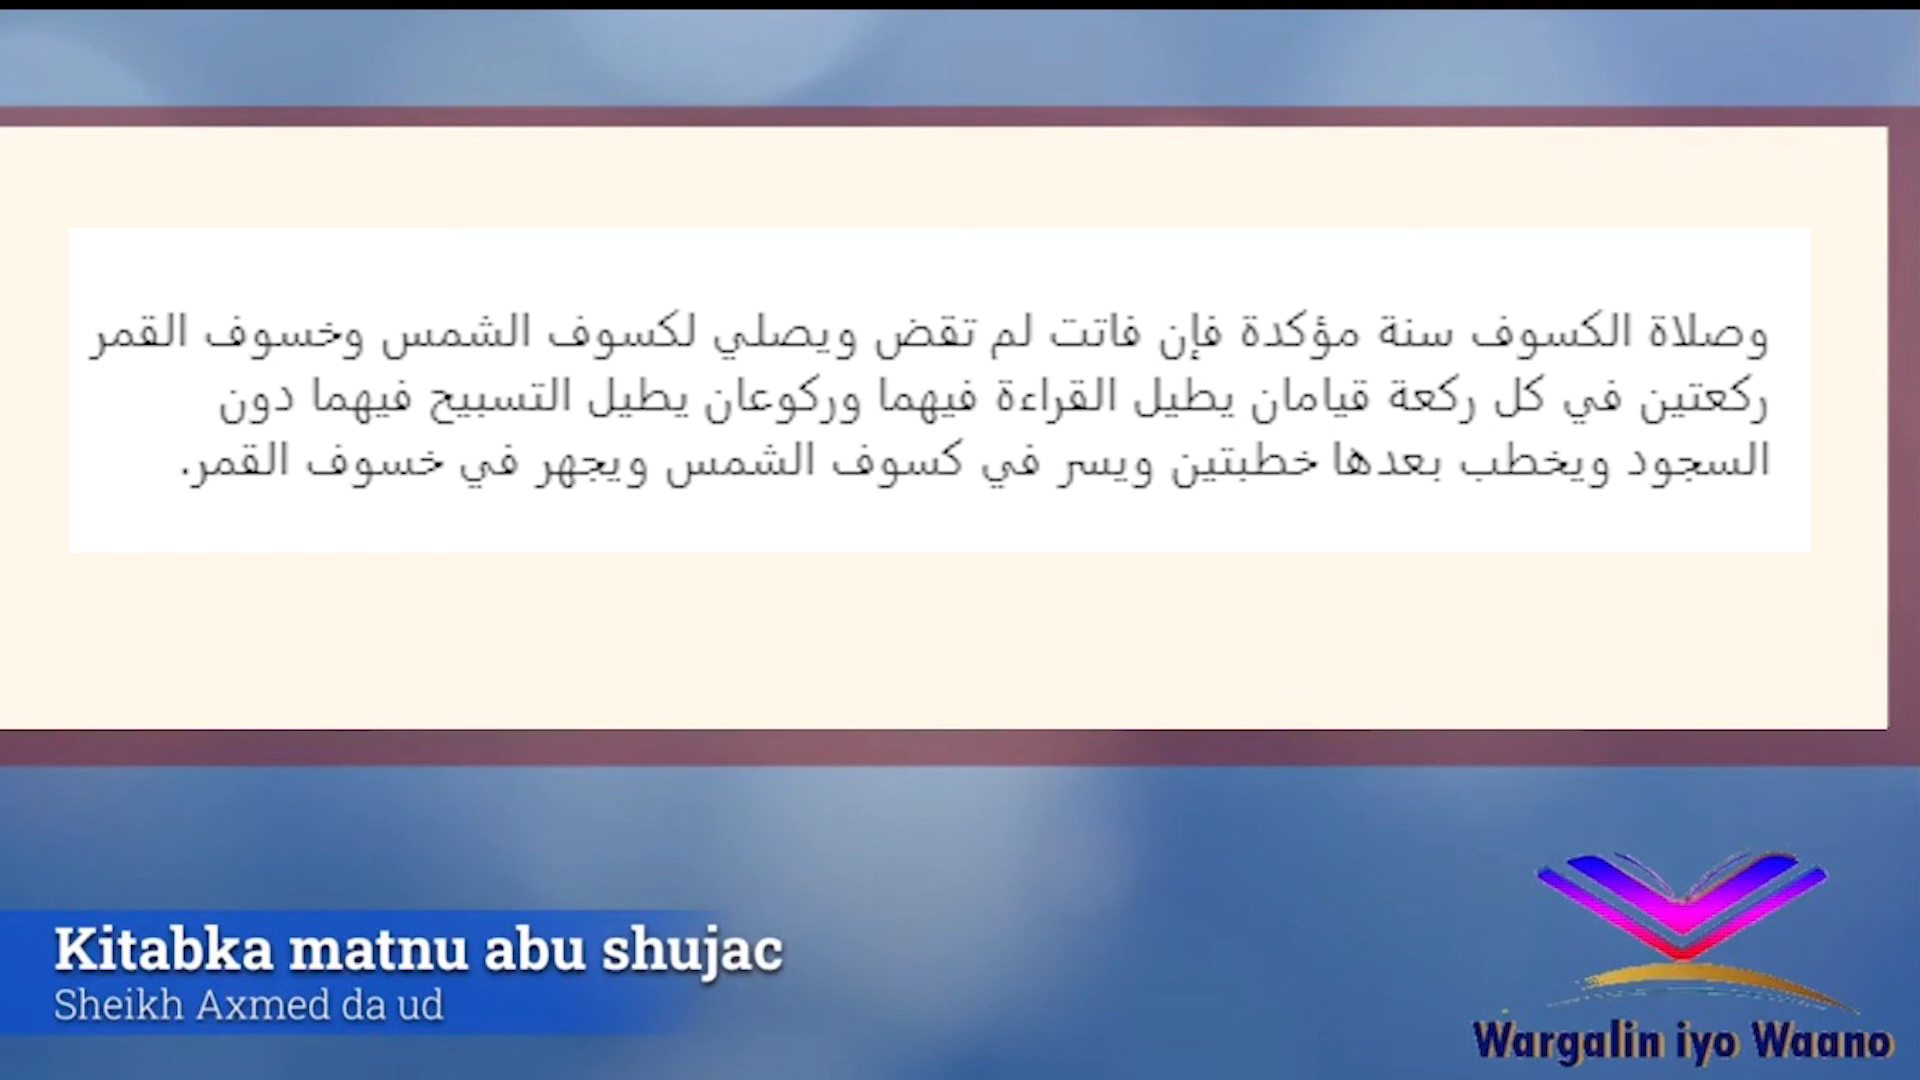 وصلاة الكسوف سنة مؤكدة فإن فاتت لم تقض ويصلي لكسوف الشمس وخسوف القمر
ركعتين في كل ركعة قيامان يطيل القراءة فيهما وركوعان يطيل التسبيح فيهما دون
السجود ويخطب بعدها خطبتين ويسر في كسوف الشمس ويجهر في خسوف القمر.
Kitabka matnu abu shujac
Sheikh Axmed da ud
Wargalin iyo Waano